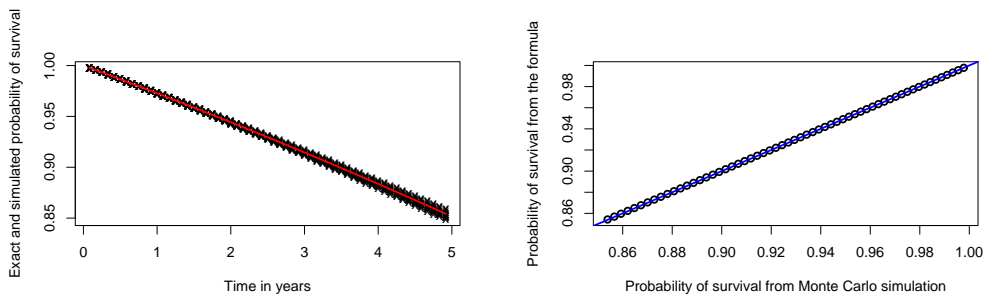 Exact and simulated probability of survival
1.00
0.95
0.90
0.85
0 1 2 3 4 5
Time in years
Probability of survival from the formula
0.98
0.94
0.90
0.86
0.86 0.88 0.90 0.92 0.94 0.96 0.98 1.00
Probability of survival from Monte Carlo simulation